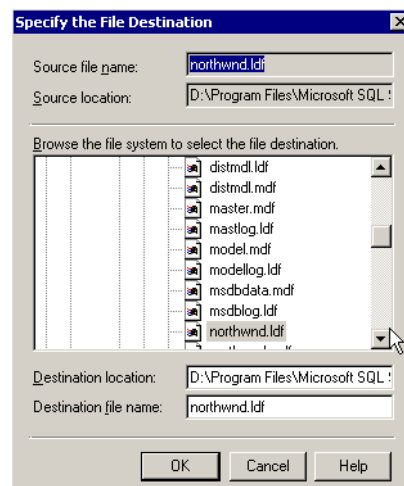 Specify the File Destination
Source file name: northwnd.ldf
Source location: D:\Program Files\Microsoft SQL
Browse the file system to select the file destination.
distmdl.ldf
distmdl.mdf
master.mdf
mastlog.ldf
model.mdf
modellog.ldf
msdbdata.mdf
msdblog.ldf
northwnd.ldf
Destination location: D:\Program Files\Microsoft SQL
Destination file name: northwnd.ldf
OK Cancel Help